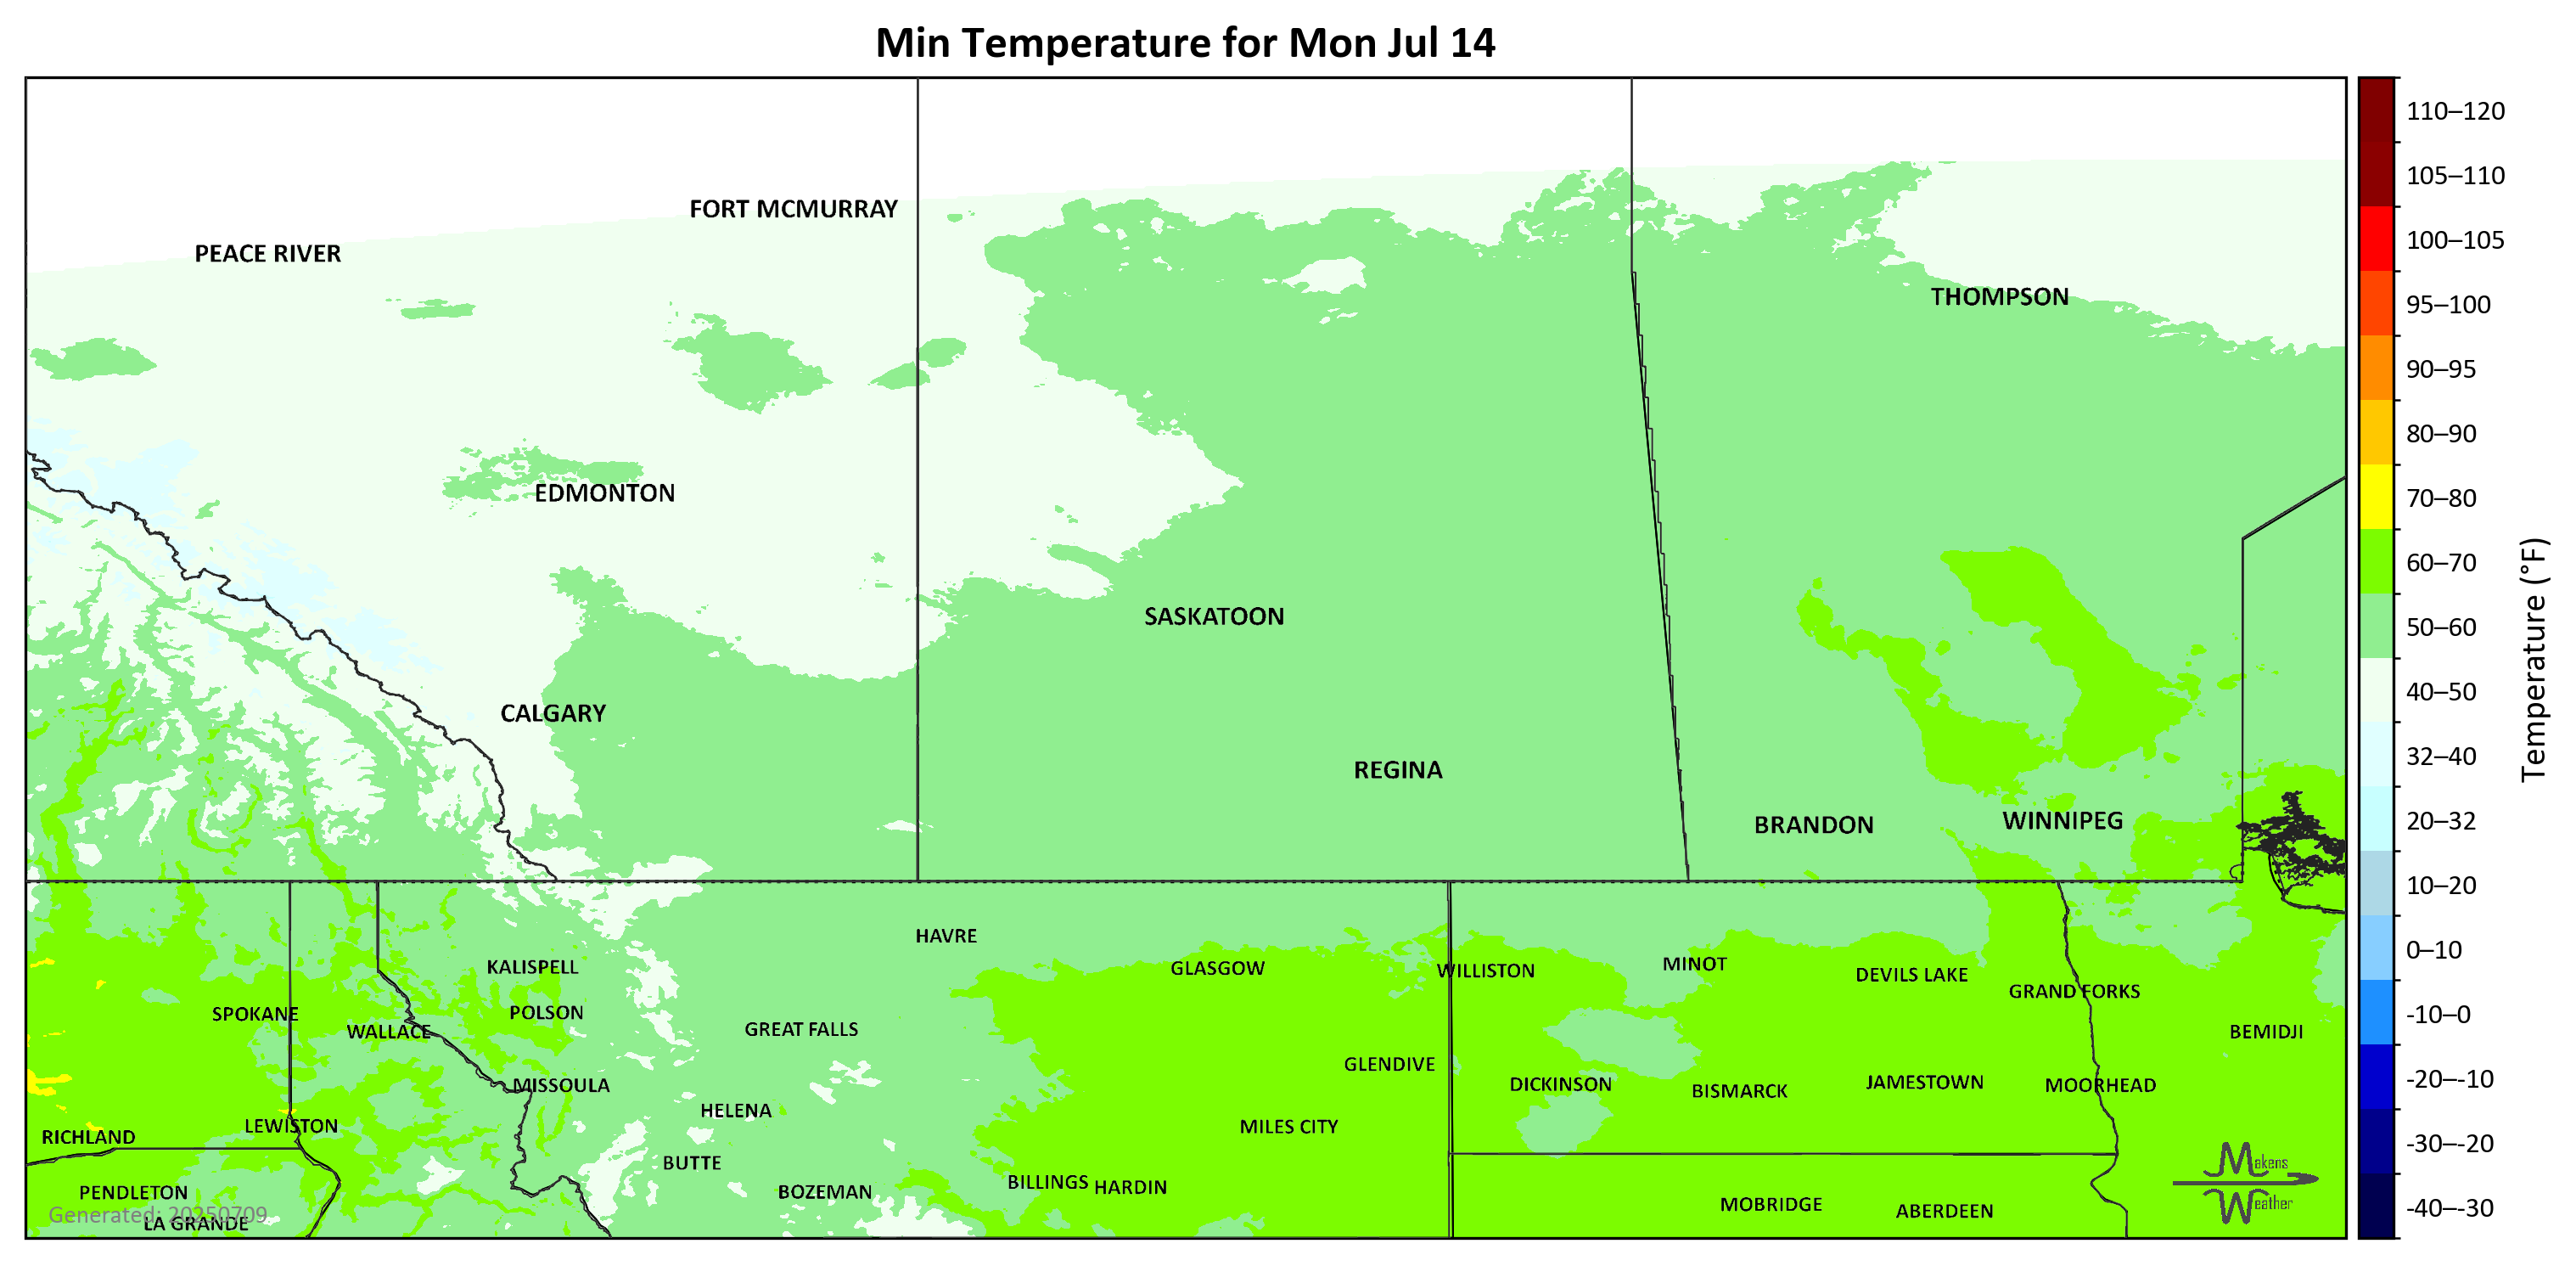 Min Temperature for Mon Jul 14
FORT MCMURRAY
PEACE RIVER
THOMPSON
EDMONTON
SASKATOON
CALGARY
REGINA
BRANDON
WINNIPEG
HAVRE
KALISPELL
GLASGOW
WILLISTON
MINOT
DEVILS LAKE
GRAND FORKS
SPOKANE
POLSON
WALLACE
GREAT FALLS
BEMIDJI
GLENDIVE
MISSOULA
DICKINSON
BISMARCK
JAMESTOWN
MOORHEAD
HELENA
LEWISTON
MILES CITY
RICHLAND
BUTTE
PENDLETON
BOZEMAN
BILLINGS
HARDIN
MOBRIDGE
ABERDEEN
Generated: 20250709
LA GRANDE
Makens
Weather
110–120
105–110
100–105
95–100
90–95
80–90
70–80
60–70
50–60
40–50
32–40
20–32
10–20
0–10
-10–0
-20–-10
-30–-20
-40–-30
Temperature (°F)